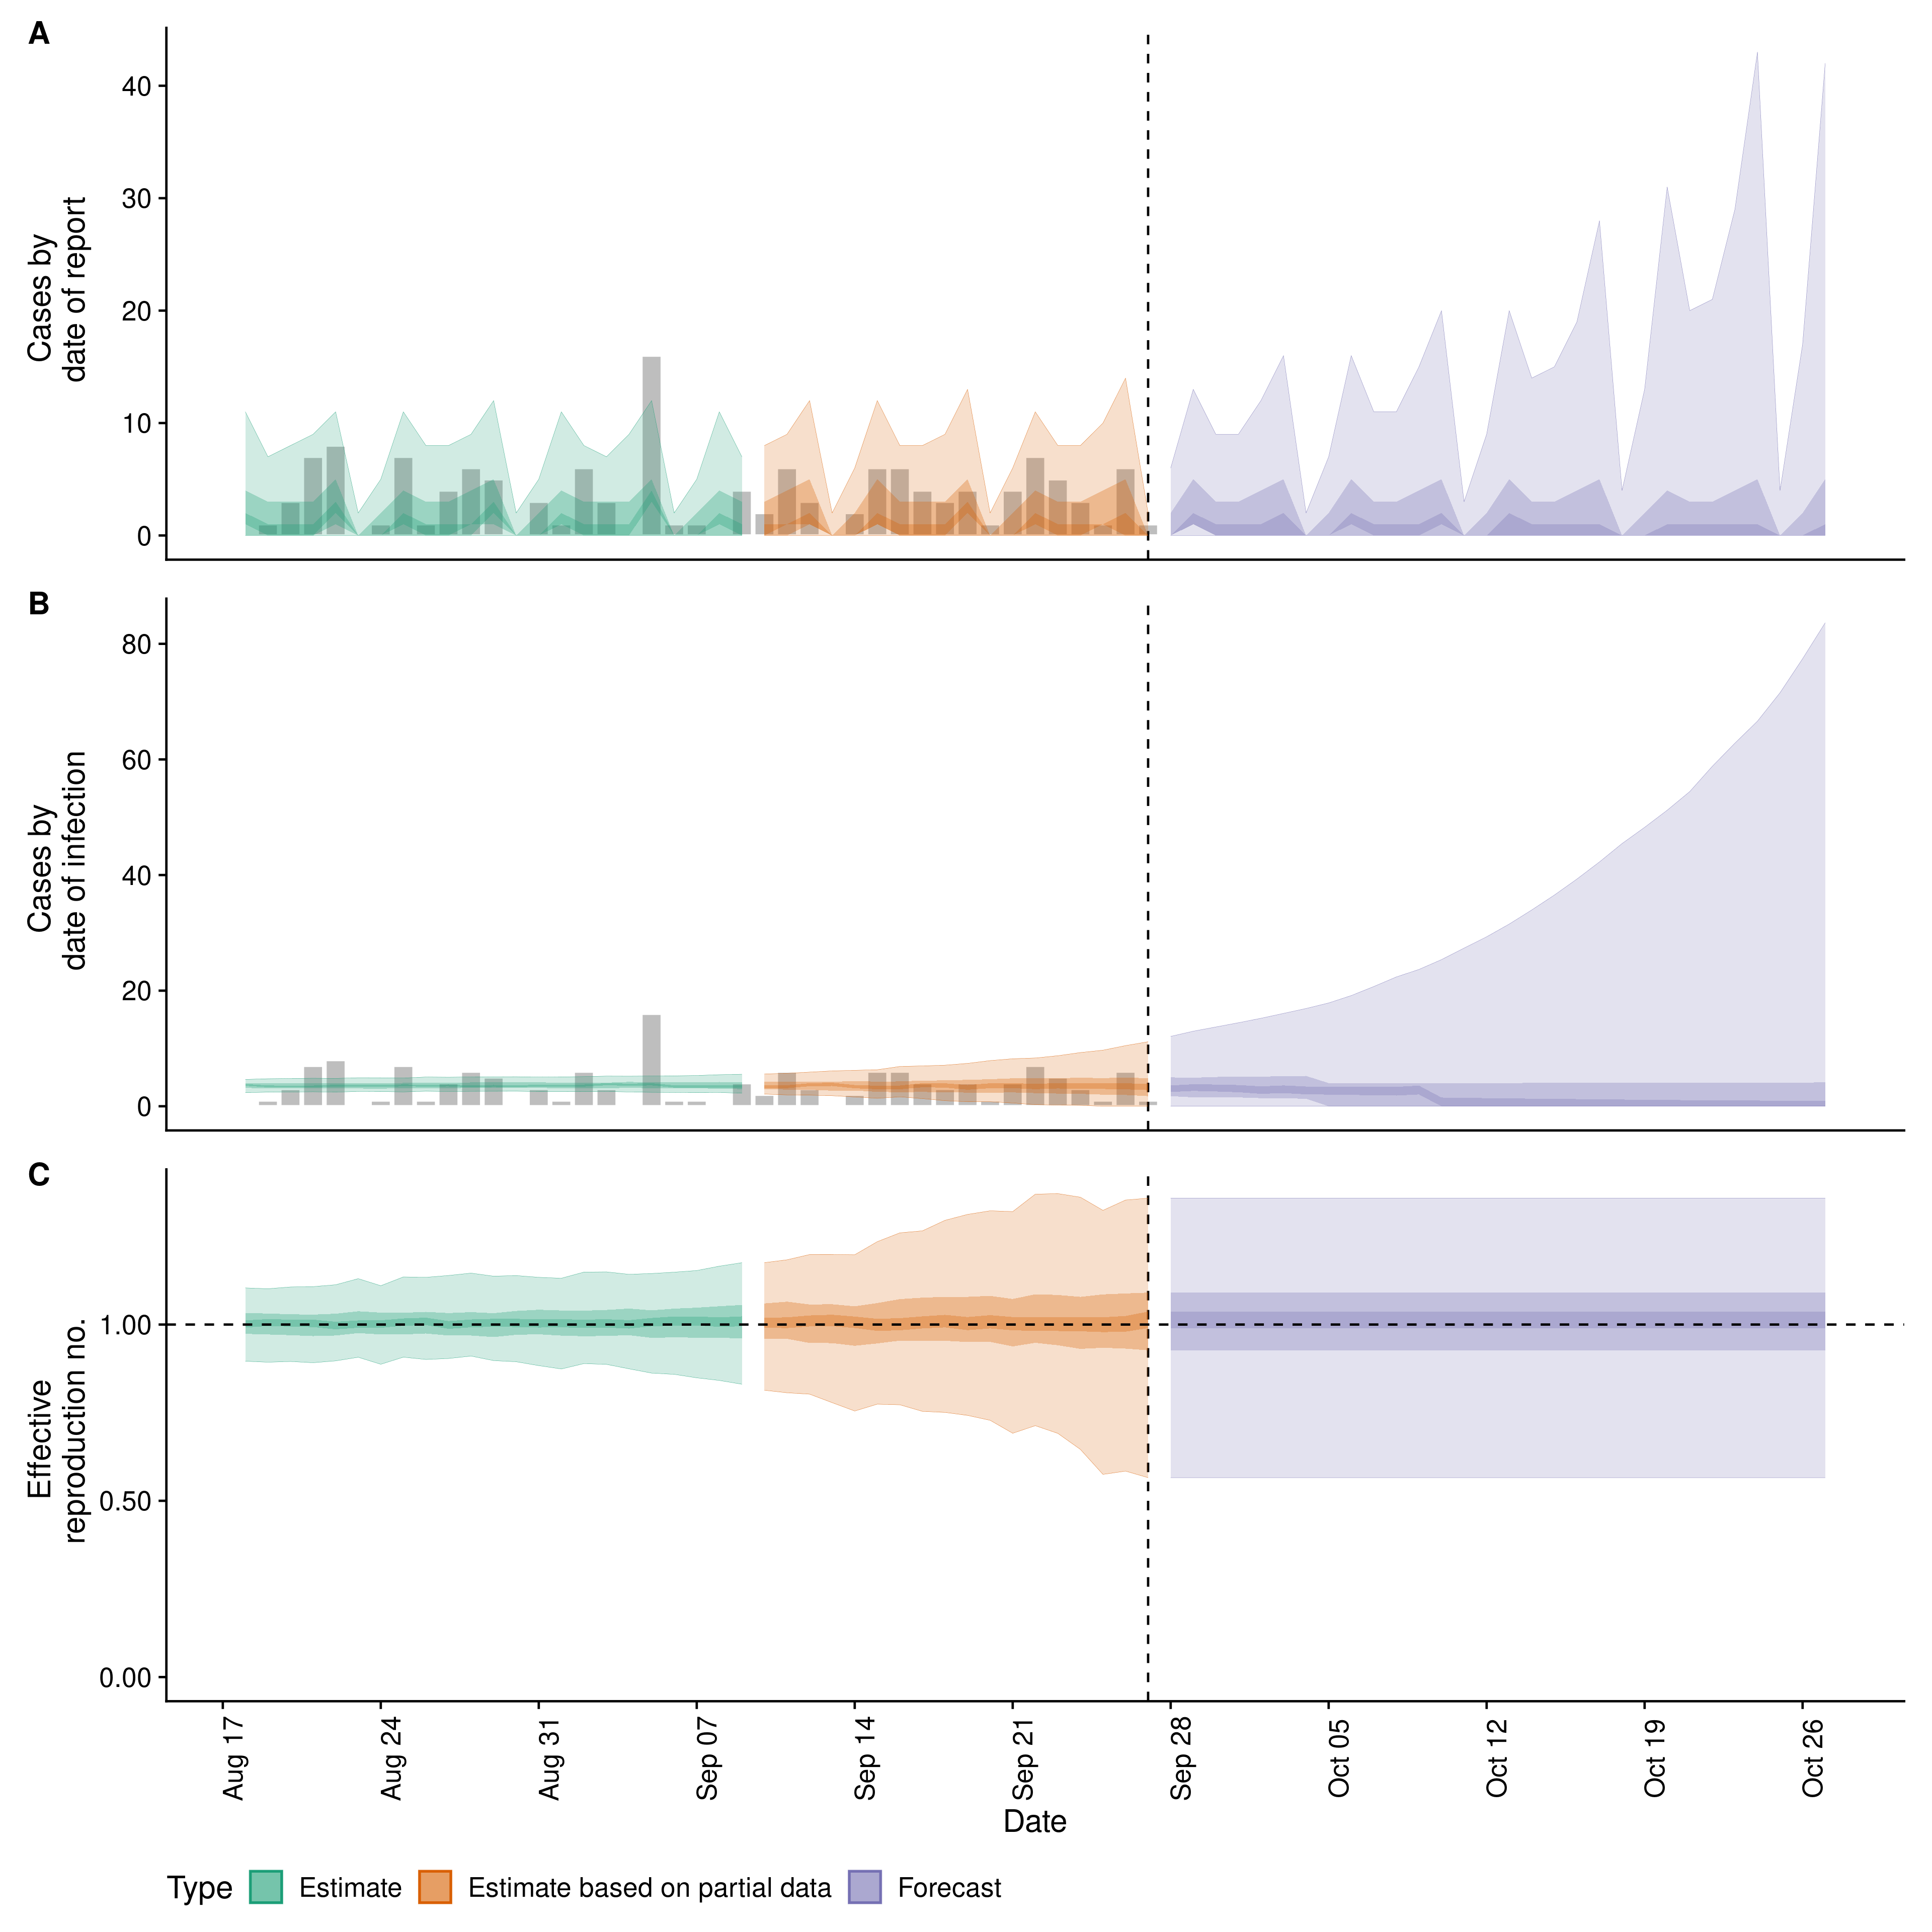 A
Cases by
date of report
40
30
20
10
0
B
Cases by
date of infection
80
60
40
20
0
C
Effective
reproduction no.
1.00
0.50
0.00
Aug 17
Aug 24
Aug 31
Sep 07
Sep 14
Sep 21
Sep 28
Oct 05
Oct 12
Oct 19
Oct 26
Date
Type Estimate Estimate based on partial data Forecast